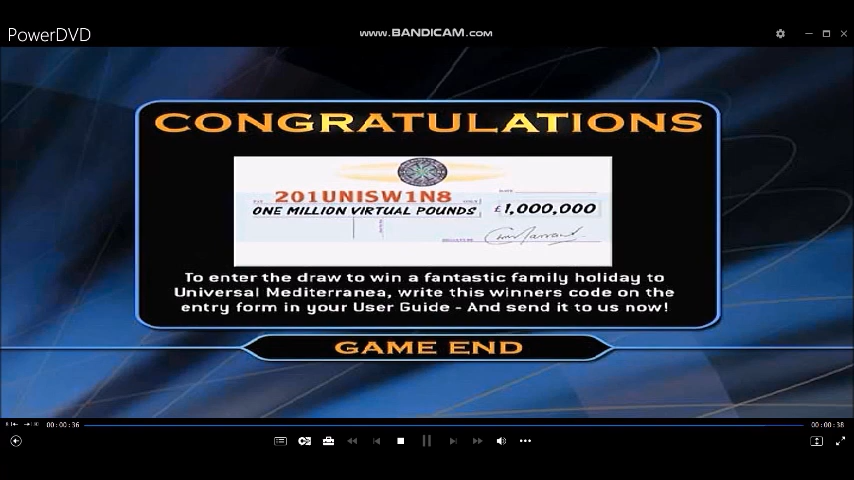 PowerDVD
www.BANDICAM.com
CONGRATULATIONS
201UNISW1N8
ONE MILLION VIRTUAL POUNDS
£1,000,000
To enter the draw to win a fantastic family holiday to
Universal Mediterranea, write this winners code on the
entry form in your User Guide - And send it to us now!
GAME END
00:00:36
00:00:38